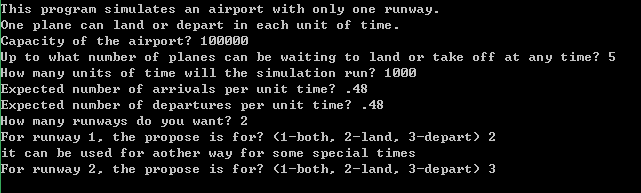 This program simulates an airport with only one runway.
One plane can land or depart in each unit of time.
Capacity of the airport? 100000
Up to what number of planes can be waiting to land or take off at any time? 5
How many units of time will the simulation run? 1000
Expected number of arrivals per unit time? .48
Expected number of departures per unit time? .48
How many runways do you want? 2
For runway 1, the propose is for? (1-both, 2-land, 3-depart) 2
it can be used for aother way for some special times
For runway 2, the propose is for? (1-both, 2-land, 3-depart) 3